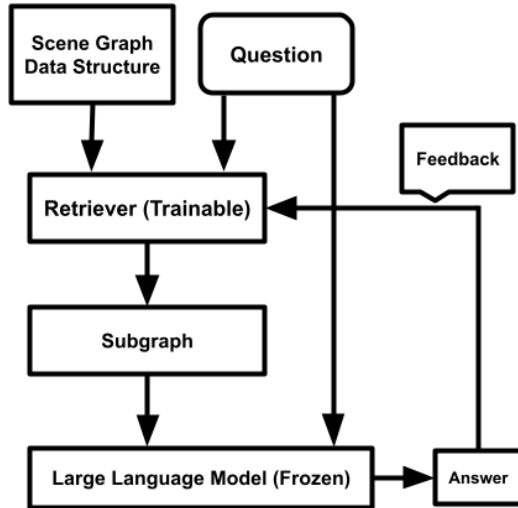 Scene Graph
Data Structure
Question
Feedback
Retriever (Trainable)
Subgraph
Large Language Model (Frozen)
Answer